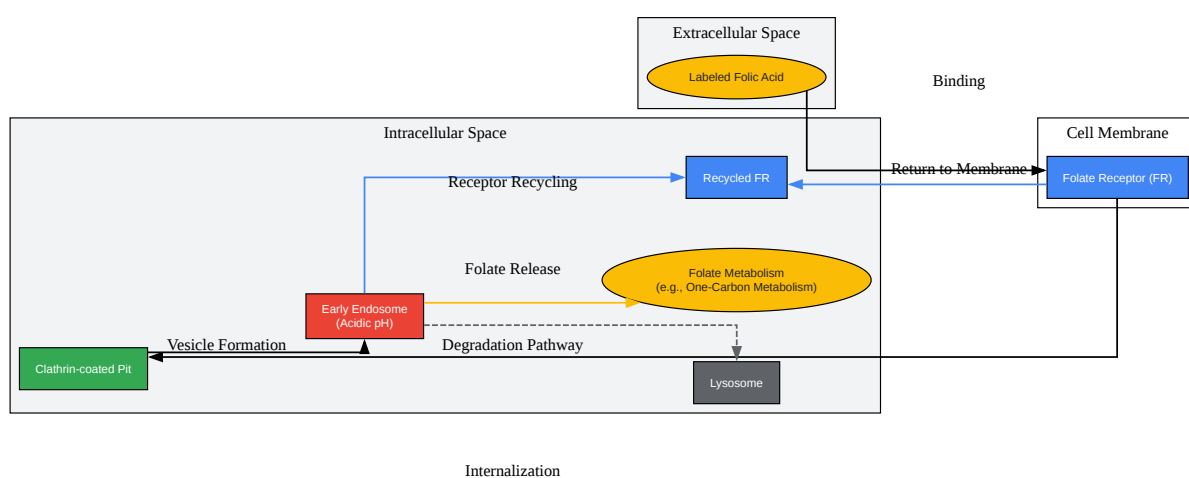 Extracellular Space
Labeled Folic Acid
Binding
Intracellular Space
Cell Membrane
Recycled FR
Return to Membrane
Folate Receptor (FR)
Receptor Recycling
Folate Release
Folate Metabolism
(e.g., One-Carbon Metabolism)
Early Endosome
(Acidic pH)
Vesicle Formation
Degradation Pathway
Clathrin-coated Pit
Lysosome
Internalization